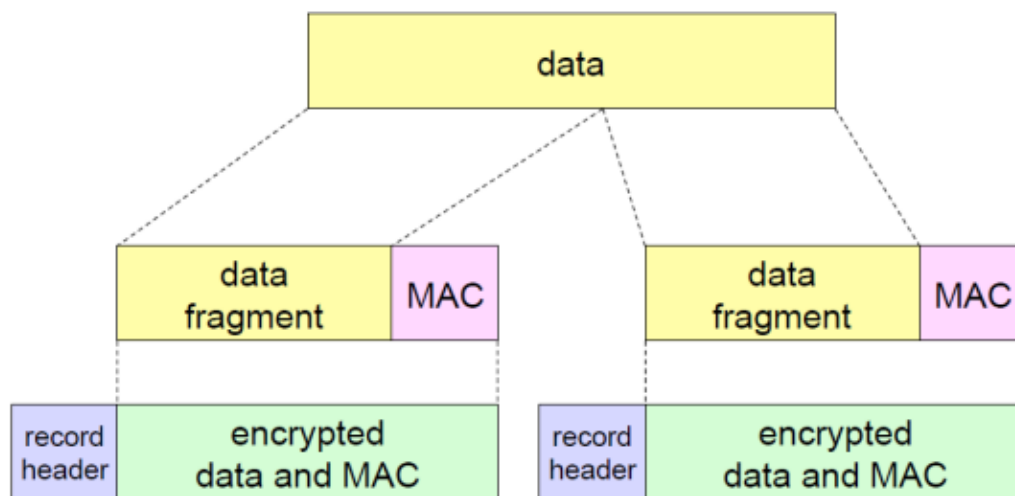 data
data
fragment
MAC
data
fragment
MAC
record
header
encrypted
data and MAC
record
header
encrypted
data and MAC